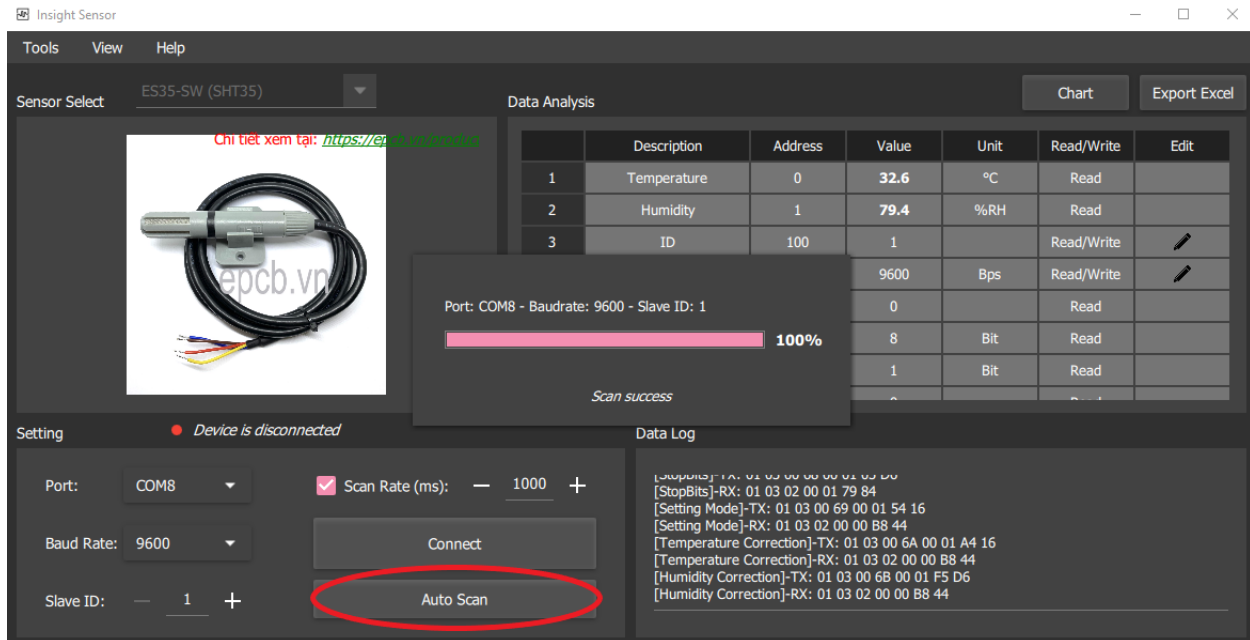 Insight Sensor
Tools View Help
Sensor Select ES35-SW (SHT35)
Chi tiết xem tại: https://epcb.vn/produc
epcb.vn
Data Analysis Chart Export Excel
Description Address Value Unit Read/Write Edit
1 Temperature 0 32.6 °C Read
2 Humidity 1 79.4 %RH Read
3 ID 100 1 Read/Write
9600 Bps Read/Write
0 Read
8 Bit Read
1 Bit Read
Port: COM8 - Baudrate: 9600 - Slave ID: 1
100%
Scan success
Setting Device is disconnected
Port: COM8 Scan Rate (ms): 1000
Baud Rate: 9600 Connect
Slave ID: 1 Auto Scan
Data Log
[StopBits]-RX: 01 03 02 00 01 79 84
[Setting Mode]-TX: 01 03 00 69 00 01 54 16
[Setting Mode]-RX: 01 03 02 00 00 B8 44
[Temperature Correction]-TX: 01 03 00 6A 00 01 A4 16
[Temperature Correction]-RX: 01 03 02 00 00 B8 44
[Humidity Correction]-TX: 01 03 00 6B 00 01 F5 D6
[Humidity Correction]-RX: 01 03 02 00 00 B8 44